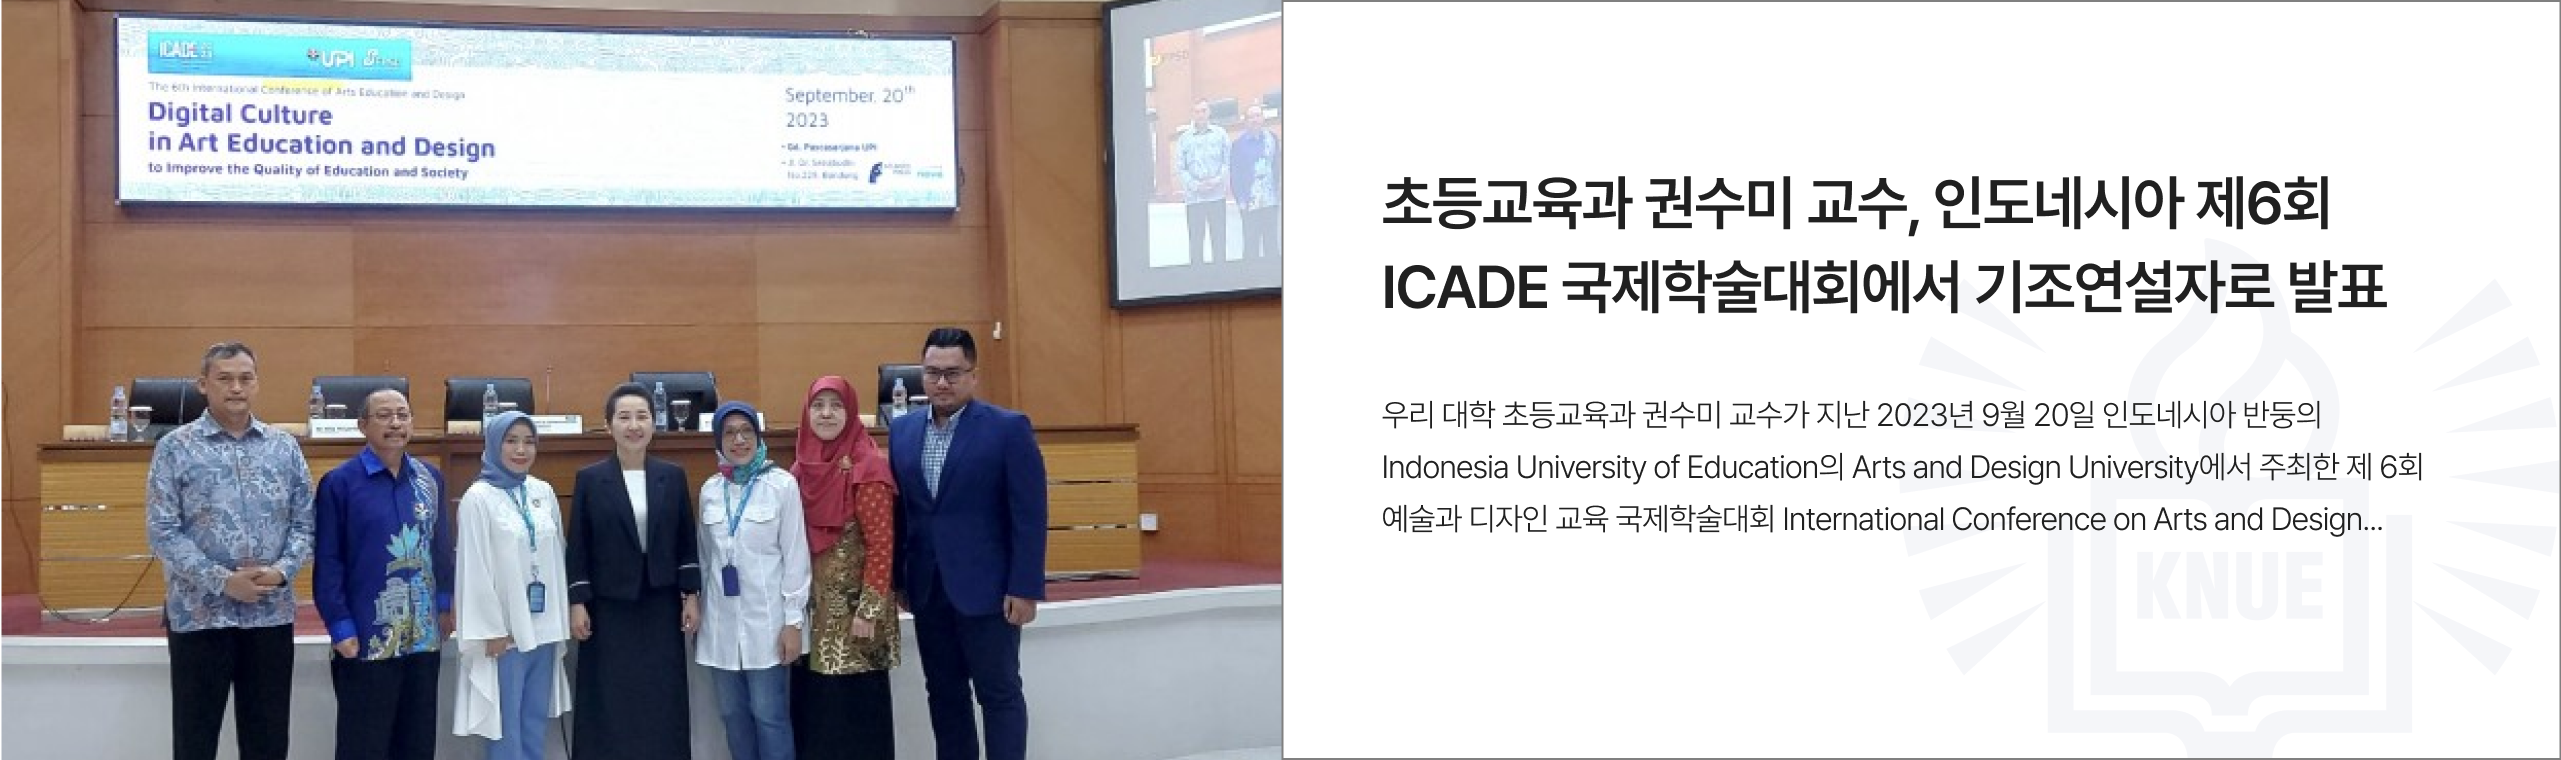 ICADE
UPI
The 6th International Conference of Arts Education and Design
Digital Culture
in Art Education and Design
to Improve the Quality of Education and Society
September, 20th
2023
- Gd. Pascasarjana UPI
No.229, Bandung
초등교육과 권수미 교수, 인도네시아 제6회
ICADE 국제학술대회에서 기조연설자로 발표
우리 대학 초등교육과 권수미 교수가 지난 2023년 9월 20일 인도네시아 반둥의
Indonesia University of Education의 Arts and Design University에서 주최한 제 6회
예술과 디자인 교육 국제학술대회 International Conference on Arts and Design...
KNUE